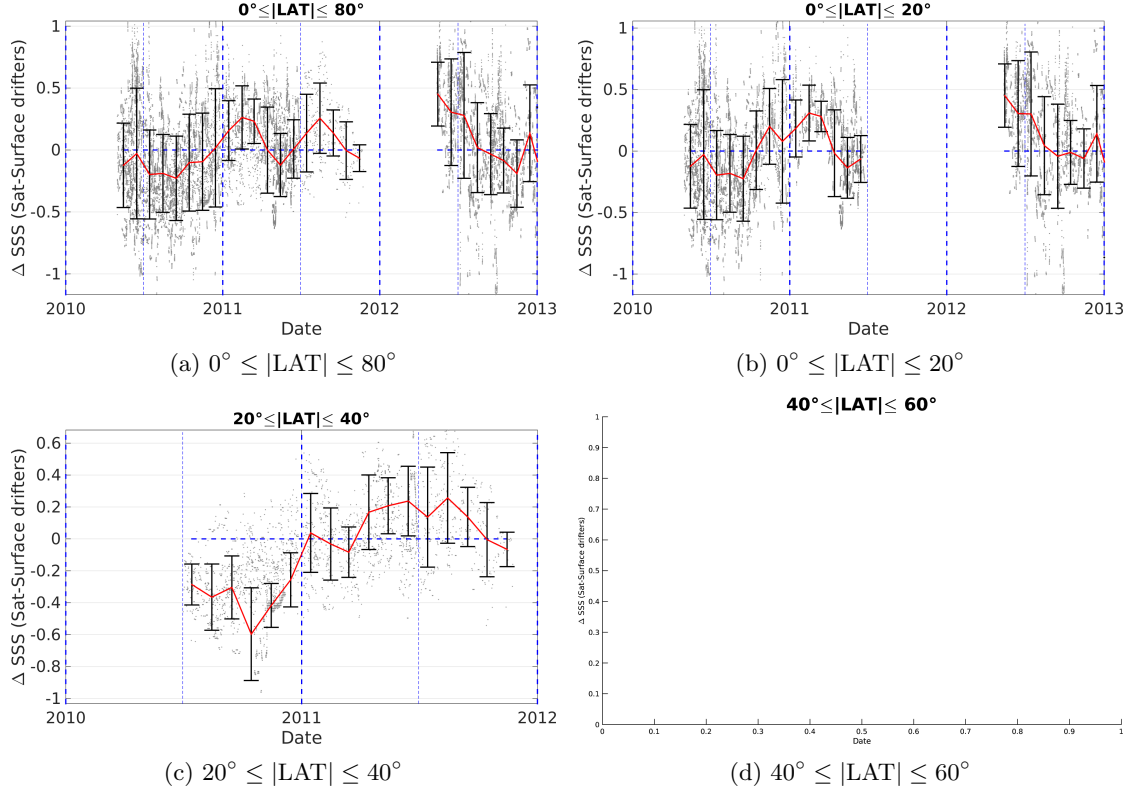 0°≤|LAT|≤ 80°
1
0.5
0
-0.5
-1
Δ SSS (Sat-Surface drifters)
2010 2011 2012 2013
Date
(a) 0° ≤ |LAT| ≤ 80°
0°≤|LAT|≤ 20°
1
0.5
0
-0.5
-1
Δ SSS (Sat-Surface drifters)
2010 2011 2012 2013
Date
(b) 0° ≤ |LAT| ≤ 20°
20°≤|LAT|≤ 40°
0.6
0.4
0.2
0
-0.2
-0.4
-0.6
-0.8
-1
Δ SSS (Sat-Surface drifters)
2010 2011 2012
Date
(c) 20° ≤ |LAT| ≤ 40°
40°≤|LAT|≤ 60°
1
0.9
0.8
0.7
0.6
0.5
0.4
0.3
0.2
0.1
0
Δ SSS (Sat-Surface drifters)
0 0.1 0.2 0.3 0.4 0.5 0.6 0.7 0.8 0.9 1
Date
(d) 40° ≤ |LAT| ≤ 60°